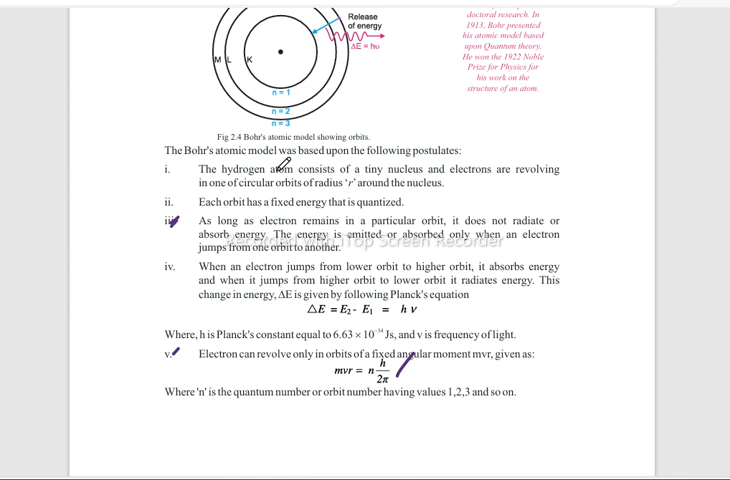 Release
of energy
ΔE = hυ
M L K
n = 1
n = 2
n = 3
doctoral research. In
1913, Bohr presented
his atomic model based
upon Quantum theory.
He won the 1922 Noble
Prize for Physics for
his work on the
structure of an atom.
Fig 2.4 Bohr's atomic model showing orbits.
The Bohr's atomic model was based upon the following postulates:
i. The hydrogen atom consists of a tiny nucleus and electrons are revolving
in one of circular orbits of radius 'r' around the nucleus.
ii. Each orbit has a fixed energy that is quantized.
iii. As long as electron remains in a particular orbit, it does not radiate or
absorb energy. The energy is emitted or absorbed only when an electron
jumps from one orbit to another.
Recorded with iTop Screen Recorder
iv. When an electron jumps from lower orbit to higher orbit, it absorbs energy
and when it jumps from higher orbit to lower orbit it radiates energy. This
change in energy, ΔE is given by following Planck's equation
△E = E₂ - E₁ = h ν
Where, h is Planck's constant equal to 6.63 × 10⁻³⁴ Js, and v is frequency of light.
v. Electron can revolve only in orbits of a fixed angular moment mvr, given as:
mvr = n h/2π
Where 'n' is the quantum number or orbit number having values 1,2,3 and so on.